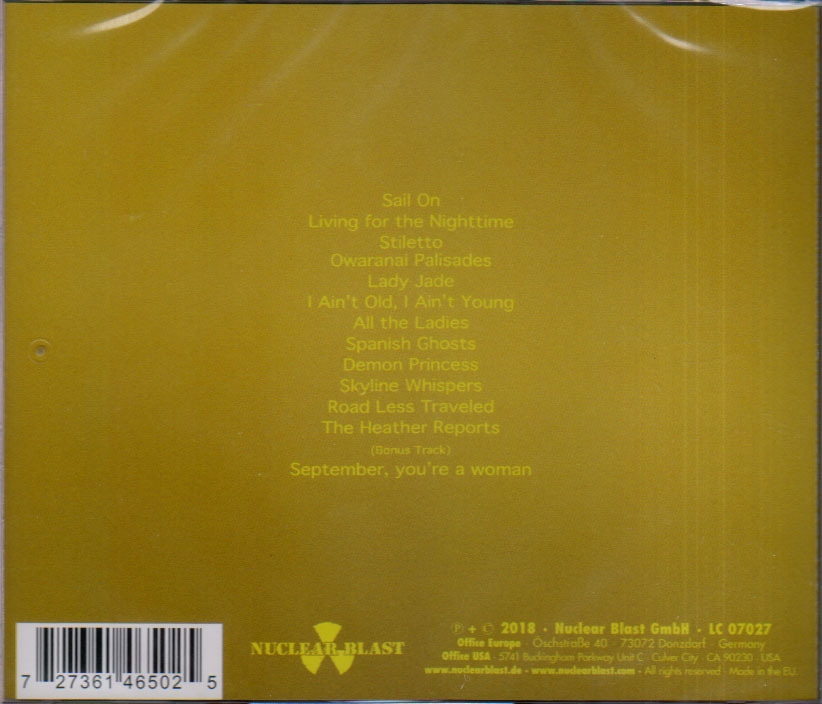 Sail On
Living for the Nighttime
Stiletto
Owaranai Palisades
Lady Jade
I Ain't Old, I Ain't Young
All the Ladies
Spanish Ghosts
Demon Princess
Skyline Whispers
Road Less Traveled
The Heather Reports
(Bonus Track)
September, you're a woman
NUCLEAR BLAST
℗ + © 2018 · Nuclear Blast GmbH · LC 07027
Office Europe · Öschstraße 40 · 73072 Donzdorf · Germany
Office USA · 5741 Buckingham Parkway Unit C · Culver City · CA 90230 · USA
www.nuclearblast.de · www.nuclearblast.com · All rights reserved · Made in the EU
7 27361 46502 5